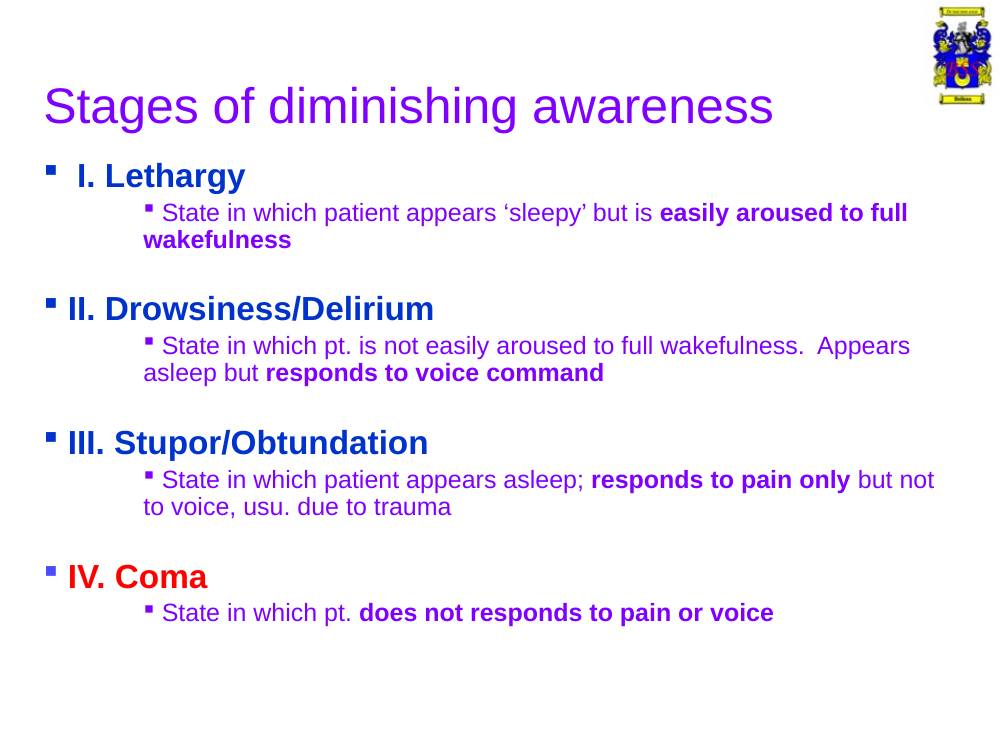 Stages of diminishing awareness
▪ I. Lethargy
▪ State in which patient appears ‘sleepy’ but is easily aroused to full
wakefulness
▪ II. Drowsiness/Delirium
▪ State in which pt. is not easily aroused to full wakefulness.  Appears
asleep but responds to voice command
▪ III. Stupor/Obtundation
▪ State in which patient appears asleep; responds to pain only but not
to voice, usu. due to trauma
▪ IV. Coma
▪ State in which pt. does not responds to pain or voice